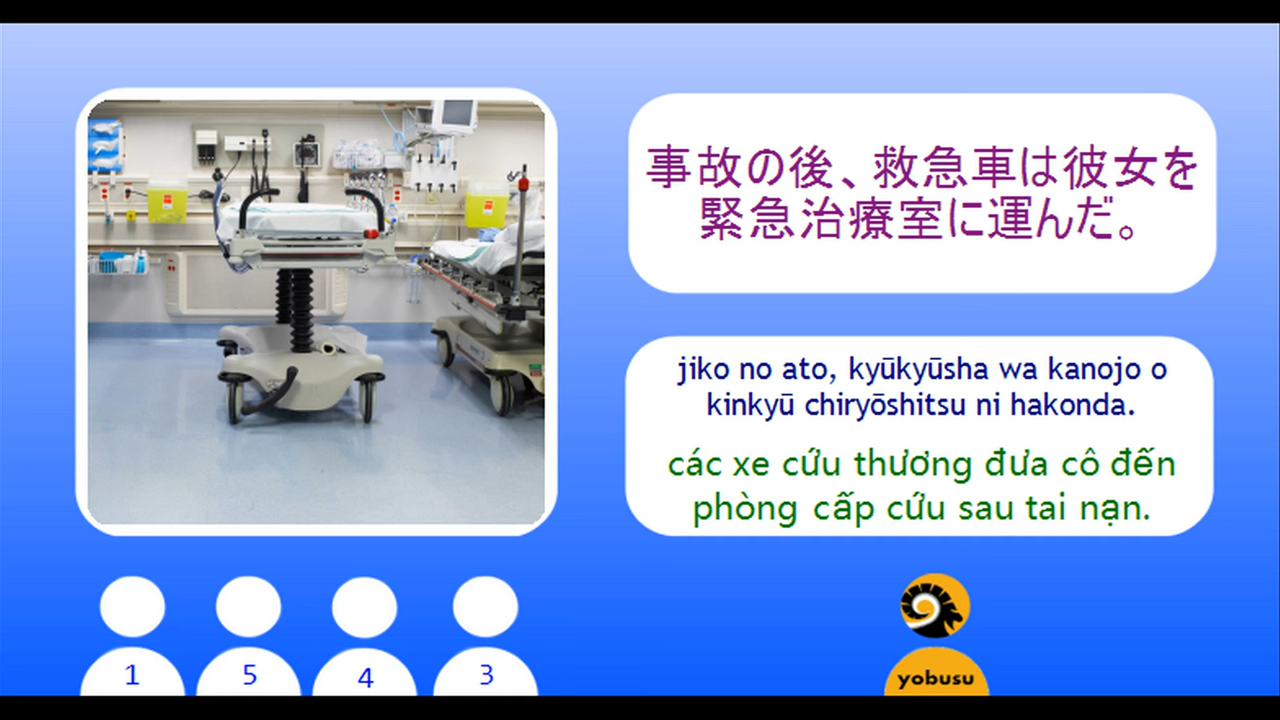 事故の後、救急車は彼女を
緊急治療室に運んだ。
jiko no ato, kyūkyūsha wa kanojo o
kinkyū chiryōshitsu ni hakonda.
các xe cứu thương đưa cô đến
phòng cấp cứu sau tai nạn.
1 5 4 3
yobusu